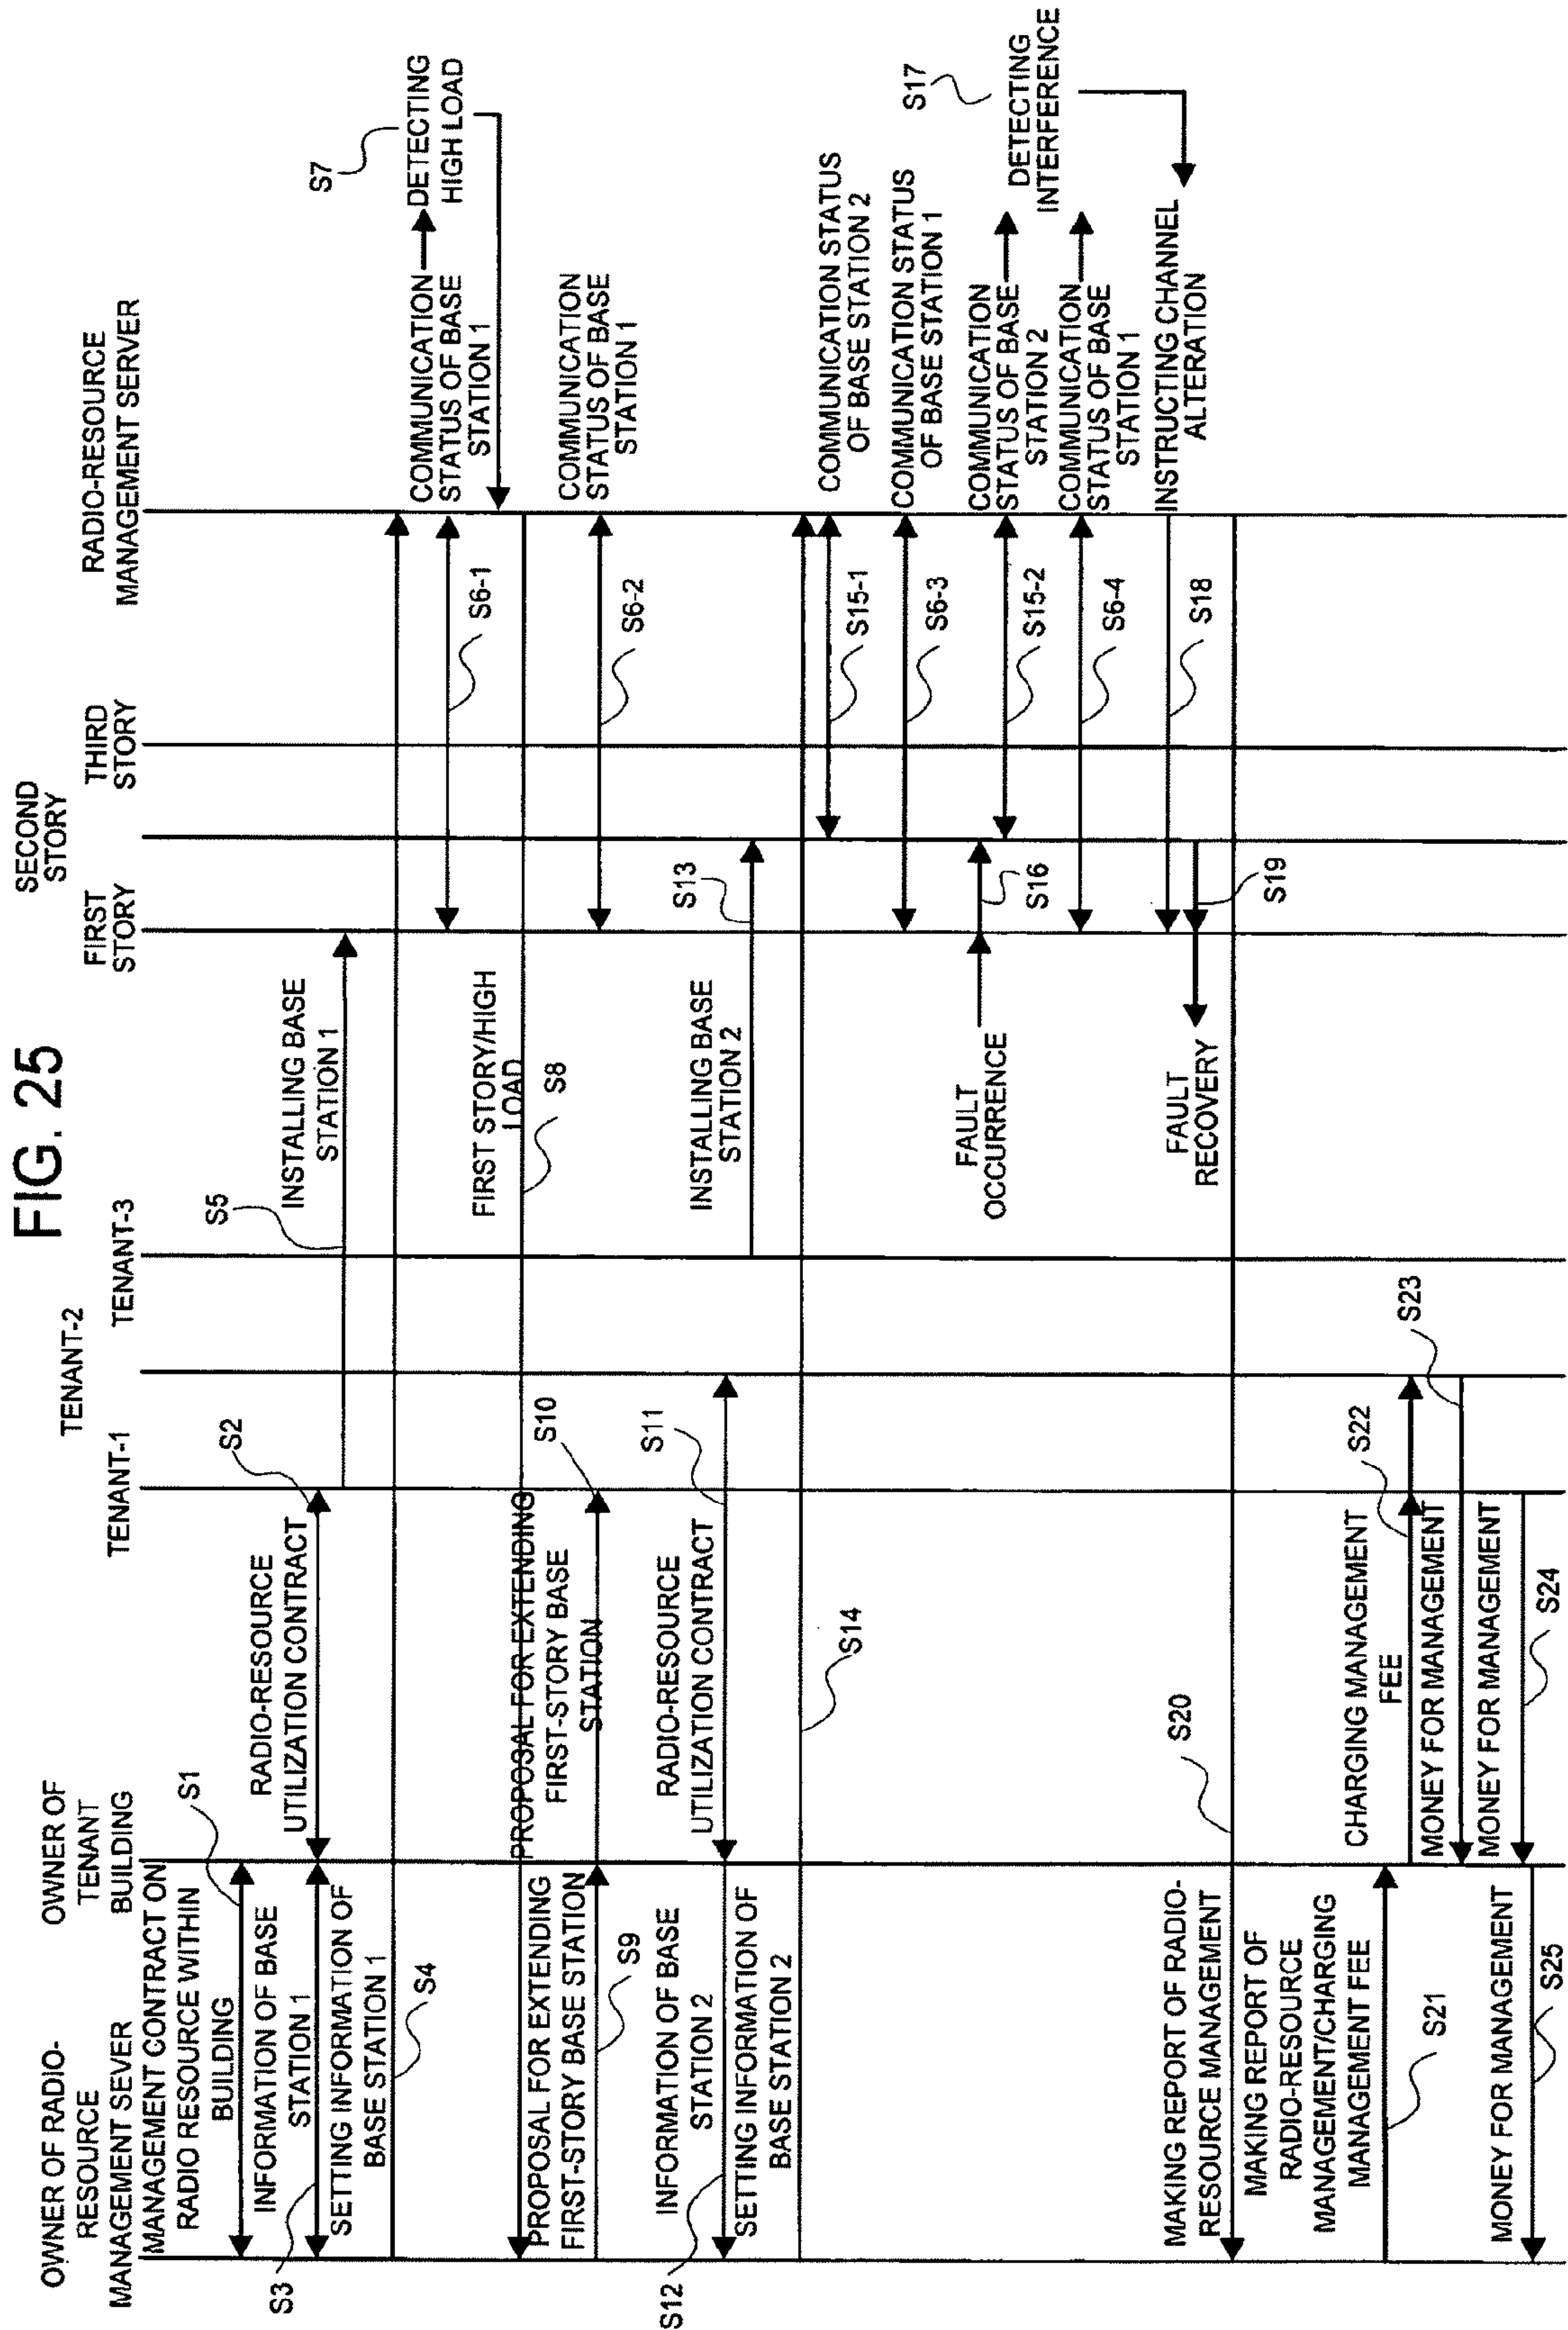 FIG. 25
OWNER OF RADIO-
RESOURCE
MANAGEMENT SEVER
OWNER OF
TENANT
BUILDING
TENANT-1
TENANT-2
TENANT-3
FIRST
STORY
SECOND
STORY
THIRD
STORY
RADIO-RESOURCE
MANAGEMENT SERVER
MANAGEMENT CONTRACT ON
RADIO RESOURCE WITHIN
BUILDING
S1
INFORMATION OF BASE
STATION 1
S3
RADIO-RESOURCE
UTILIZATION CONTRACT
S2
INSTALLING BASE
STATION 1
S5
SETTING INFORMATION OF
BASE STATION 1
S4
COMMUNICATION
STATUS OF BASE
STATION 1
S6-1
DETECTING
HIGH LOAD
S7
FIRST STORY/HIGH
LOAD
S8
PROPOSAL FOR EXTENDING
FIRST-STORY BASE STATION
S9
PROPOSAL FOR EXTENDING
FIRST-STORY BASE
STATION
S10
COMMUNICATION
STATUS OF BASE
STATION 1
S6-2
INFORMATION OF BASE
STATION 2
S12
RADIO-RESOURCE
UTILIZATION CONTRACT
S11
INSTALLING BASE
STATION 2
S13
SETTING INFORMATION OF
BASE STATION 2
S14
COMMUNICATION STATUS
OF BASE STATION 2
S15-1
COMMUNICATION STATUS
OF BASE STATION 1
S6-3
FAULT
OCCURRENCE
S16
COMMUNICATION
STATUS OF BASE
STATION 2
S15-2
DETECTING
INTERFERENCE
S17
COMMUNICATION
STATUS OF BASE
STATION 1
S6-4
INSTRUCTING CHANNEL
ALTERATION
S18
FAULT
RECOVERY
S19
MAKING REPORT OF RADIO-
RESOURCE MANAGEMENT
S20
MAKING REPORT OF
RADIO-RESOURCE
MANAGEMENT/CHARGING
MANAGEMENT FEE
S21
CHARGING MANAGEMENT
FEE
S22
MONEY FOR MANAGEMENT
S23
MONEY FOR MANAGEMENT
S24
MONEY FOR MANAGEMENT
S25